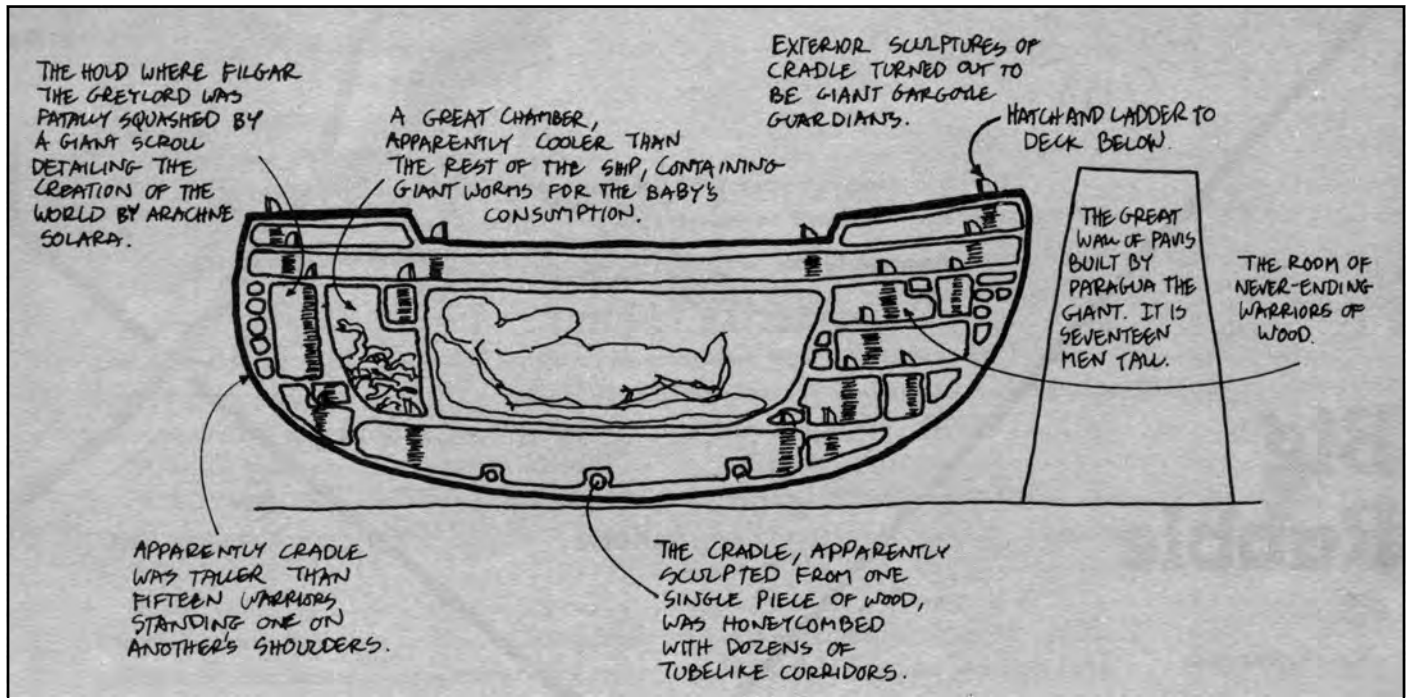 THE HOLD WHERE FILGAR
THE GREYLORD WAS
FATALLY SQUASHED BY
A GIANT SCROLL
DETAILING THE
CREATION OF THE
WORLD BY ARACHNE
SOLARA.
A GREAT CHAMBER,
APPARENTLY COOLER THAN
THE REST OF THE SHIP, CONTAINING
GIANT WORMS FOR THE BABY'S
CONSUMPTION.
EXTERIOR SCULPTURES OF
CRADLE TURNED OUT TO
BE GIANT GARGOYLE
GUARDIANS.
HATCH AND LADDER TO
DECK BELOW.
THE GREAT
WALL OF PAVIS
BUILT BY
PARAGUA THE
GIANT. IT IS
SEVENTEEN
MEN TALL.
THE ROOM OF
NEVER-ENDING
WARRIORS OF
WOOD.
APPARENTLY CRADLE
WAS TALLER THAN
FIFTEEN WARRIORS
STANDING ONE ON
ANOTHER'S SHOULDERS.
THE CRADLE, APPARENTLY
SCULPTED FROM ONE
SINGLE PIECE OF WOOD,
WAS HONEYCOMBED
WITH DOZENS OF
TUBELIKE CORRIDORS.